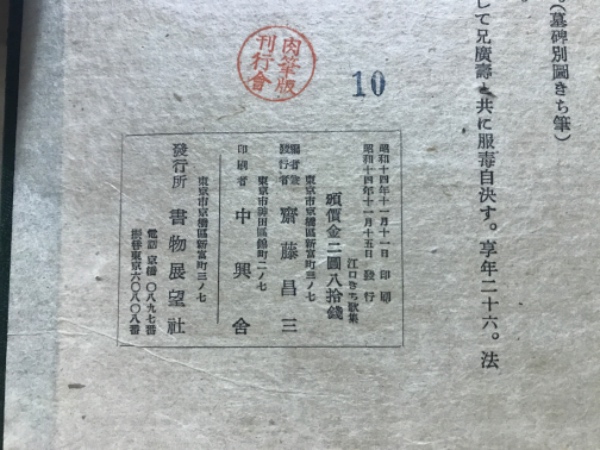 。(墓碑別圖きち筆)
して兄廣壽と共に服毒自決す。享年二十六。法
肉筆版
刊行會
10
昭和十四年十一月十一日印刷
昭和十四年十一月十五日發行
江口きち歌集
頒價金二圓八拾錢
東京市京橋區新富町三ノ七
編者兼
發行者 齋藤昌三
東京市神田區錦町二ノ七
印刷者 中興舍
東京市京橋區新富町三ノ七
發行所 書物展望社
電話京橋〇八九七番
振替東京六〇八〇八番